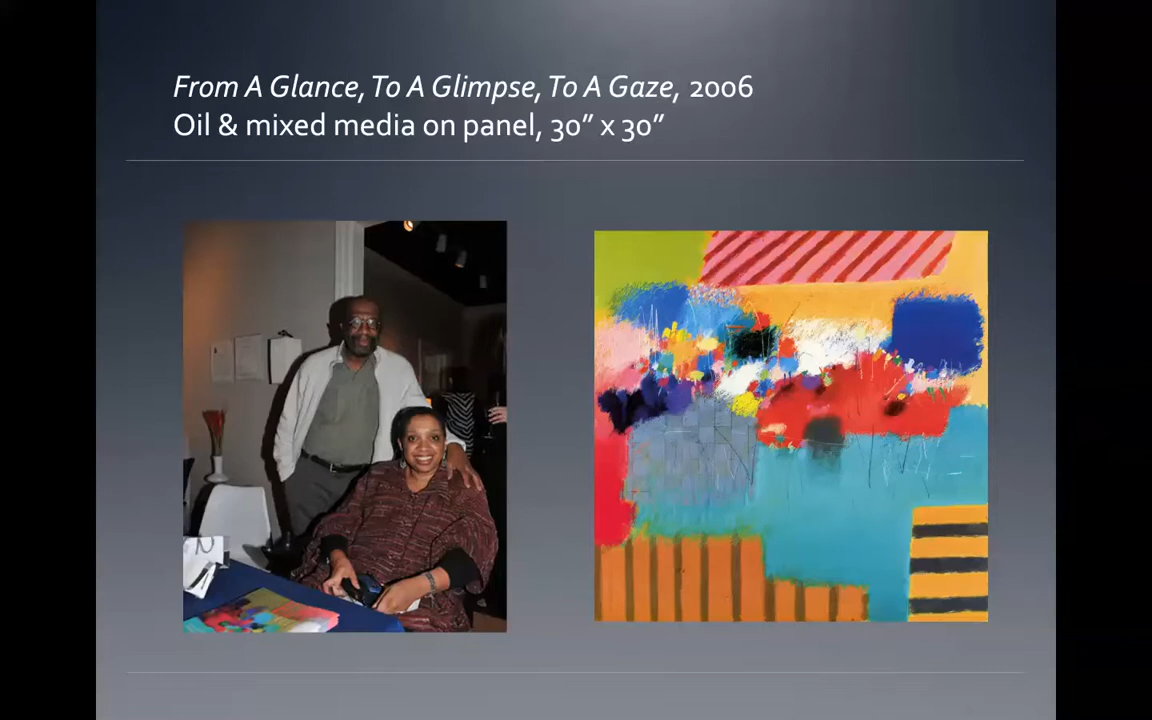 From A Glance, To A Glimpse, To A Gaze, 2006
Oil & mixed media on panel, 30” x 30”